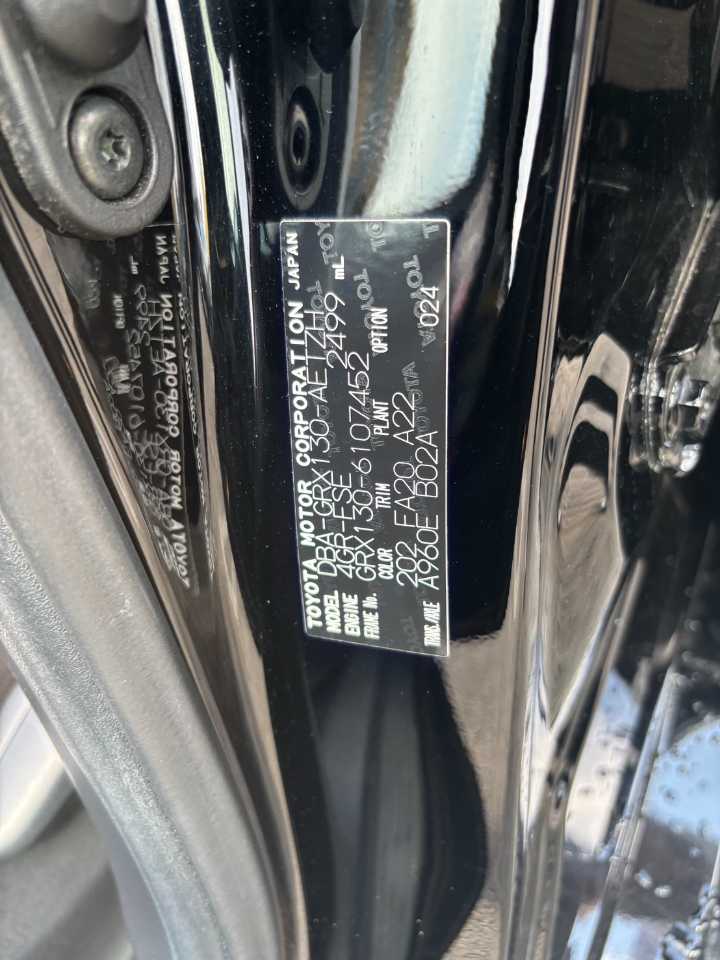 TOYOTA MOTOR CORPORATION JAPAN
MODEL DBA-GRX130-AETZH
ENGINE 4GR-FSE 2499 mL
FRAME No. GRX130-6107452
COLOR TRIM PLANT OPTION
202 FA20 A22 024
TRANS./AXLE A960E B02A